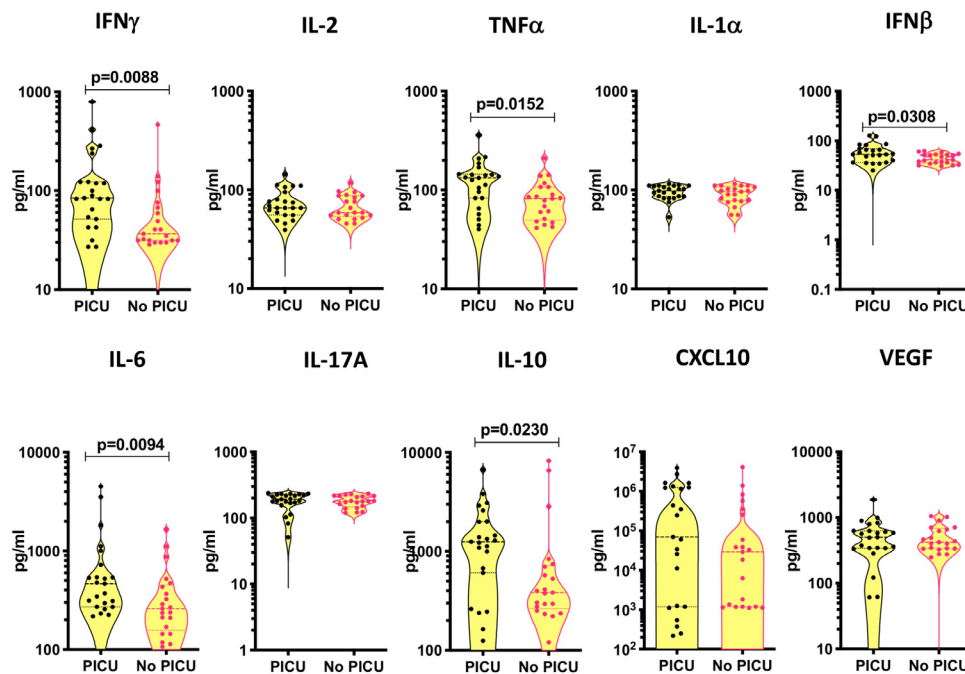 IFNγ
IL-2
TNFα
IL-1α
IFNβ
p=0.0088
p=0.0152
p=0.0308
pg/ml
1000
100
10
PICU
No PICU
pg/ml
1000
100
10
PICU
No PICU
pg/ml
1000
100
10
PICU
No PICU
pg/ml
1000
100
10
PICU
No PICU
pg/ml
1000
100
10
1
0.1
PICU
No PICU
IL-6
IL-17A
IL-10
CXCL10
VEGF
p=0.0094
p=0.0230
pg/ml
10000
1000
100
PICU
No PICU
pg/ml
1000
100
10
1
PICU
No PICU
pg/ml
10000
1000
100
PICU
No PICU
pg/ml
10⁷
10⁶
10⁵
10⁴
10³
10²
PICU
No PICU
pg/ml
10000
1000
100
10
PICU
No PICU